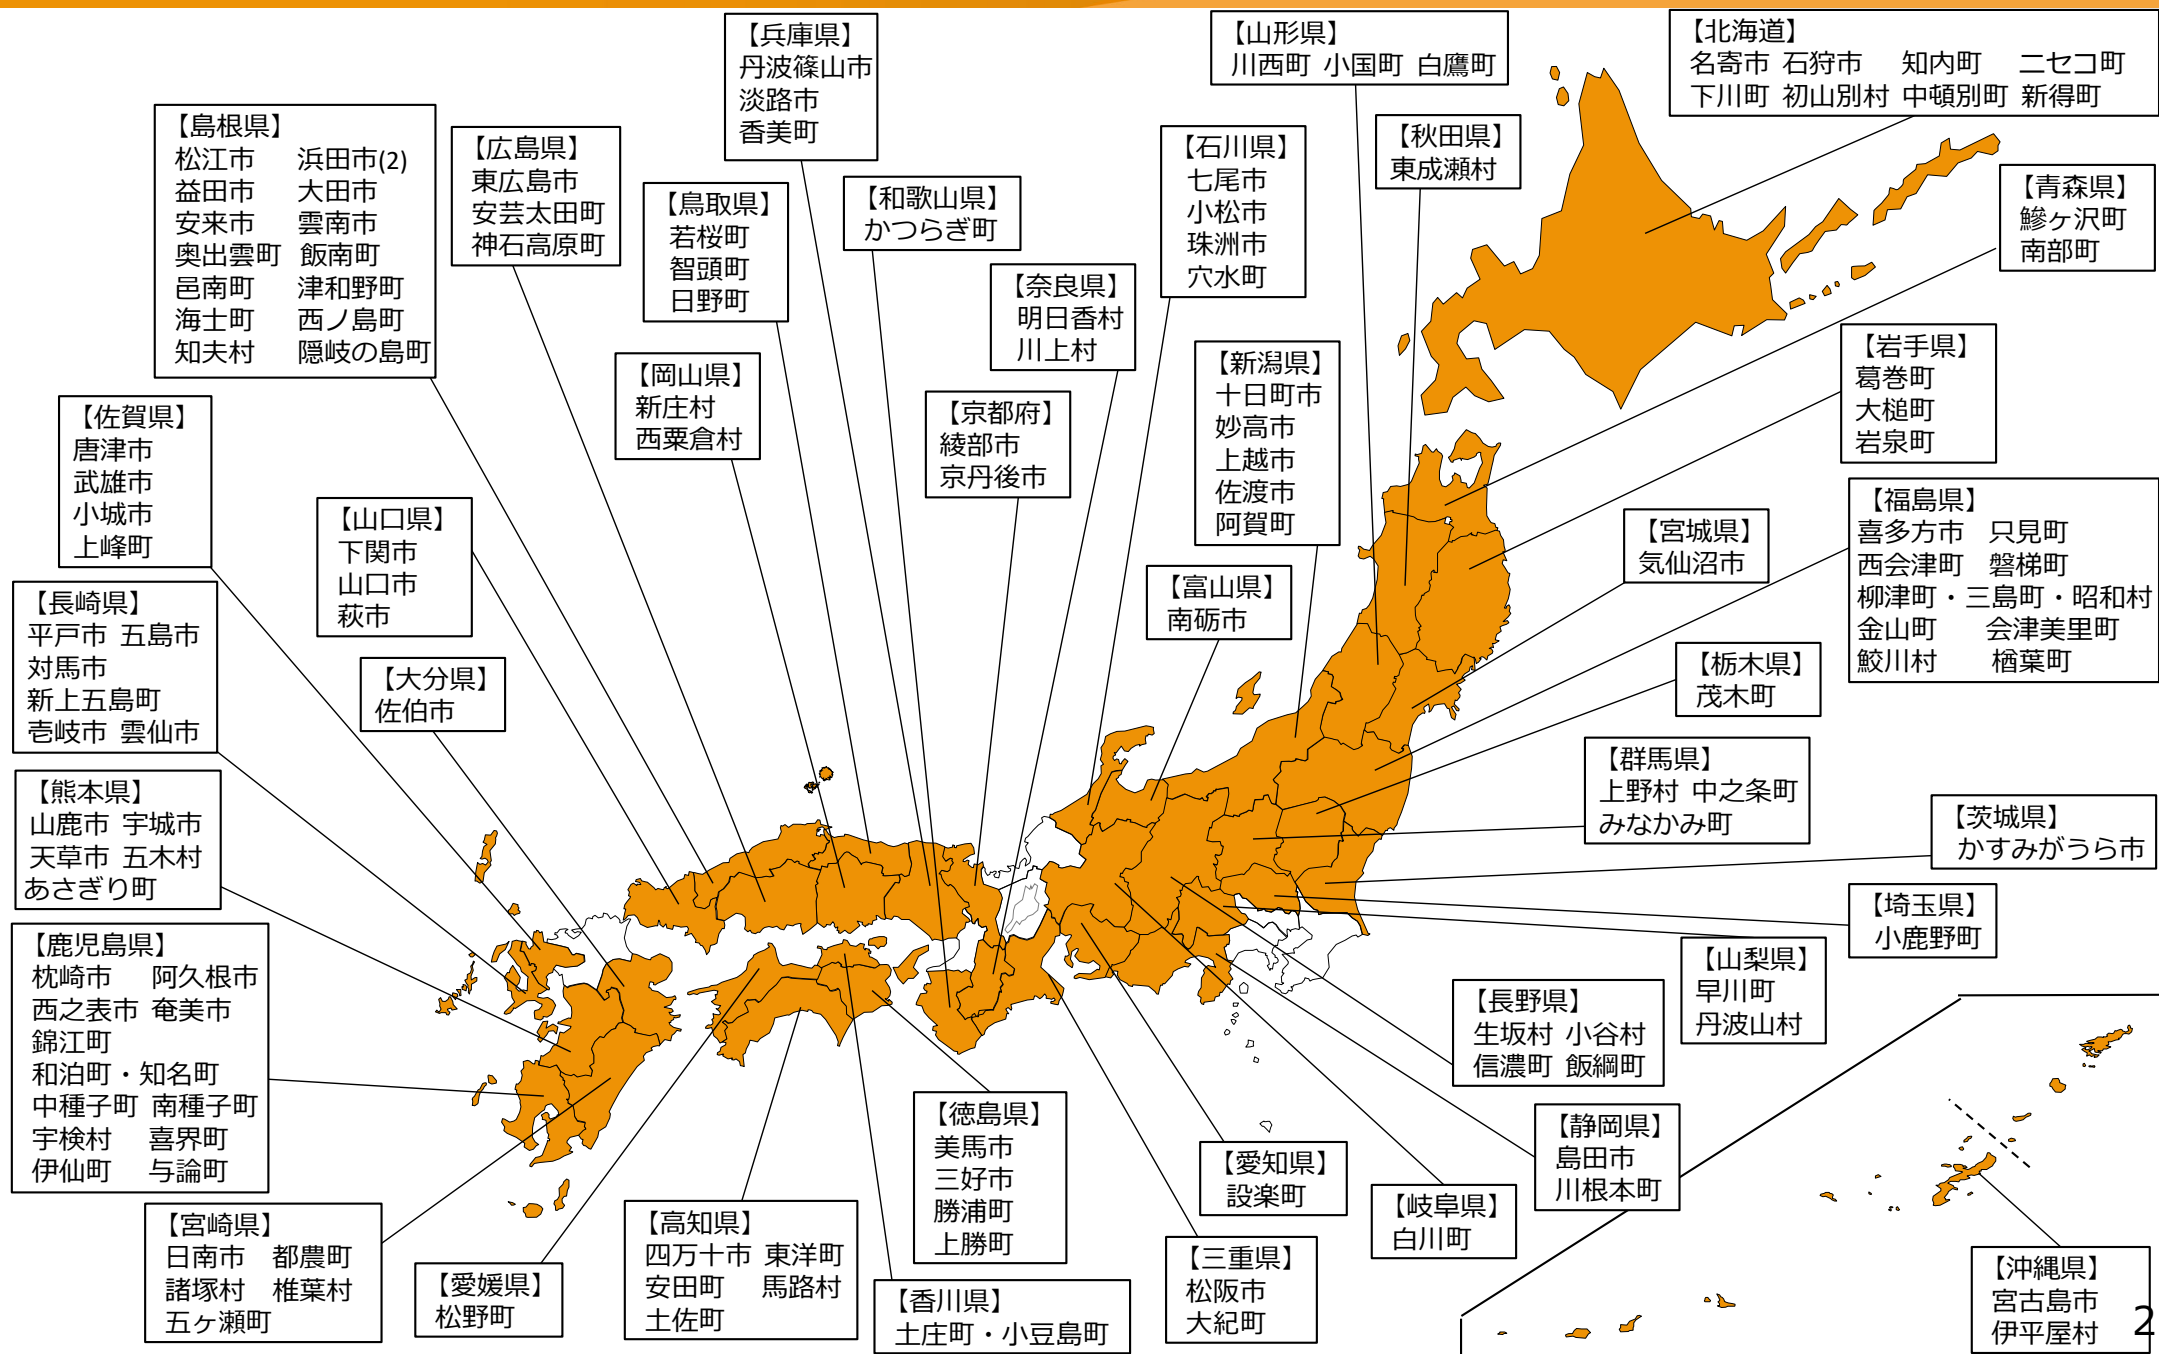 【兵庫県】
丹波篠山市
淡路市
香美町
【山形県】
川西町 小国町 白鷹町
【北海道】
名寄市 石狩市 知内町 ニセコ町
下川町 初山別村 中頓別町 新得町
【島根県】
松江市 浜田市(2)
益田市 大田市
安来市 雲南市
奥出雲町 飯南町
邑南町 津和野町
海士町 西ノ島町
知夫村 隠岐の島町
【広島県】
東広島市
安芸太田町
神石高原町
【鳥取県】
若桜町
智頭町
日野町
【和歌山県】
かつらぎ町
【石川県】
七尾市
小松市
珠洲市
穴水町
【秋田県】
東成瀬村
【青森県】
鰺ヶ沢町
南部町
【奈良県】
明日香村
川上村
【岩手県】
葛巻町
大槌町
岩泉町
【岡山県】
新庄村
西粟倉村
【新潟県】
十日町市
妙高市
上越市
佐渡市
阿賀町
【京都府】
綾部市
京丹後市
【佐賀県】
唐津市
武雄市
小城市
上峰町
【山口県】
下関市
山口市
萩市
【宮城県】
気仙沼市
【福島県】
喜多方市 只見町
西会津町 磐梯町
柳津町・三島町・昭和村
金山町 会津美里町
鮫川村 楢葉町
【富山県】
南砺市
【長崎県】
平戸市 五島市
対馬市
新上五島町
壱岐市 雲仙市
【大分県】
佐伯市
【栃木県】
茂木町
【群馬県】
上野村 中之条町
みなかみ町
【熊本県】
山鹿市 宇城市
天草市 五木村
あさぎり町
【茨城県】
かすみがうら市
【埼玉県】
小鹿野町
【鹿児島県】
枕崎市 阿久根市
西之表市 奄美市
錦江町
和泊町・知名町
中種子町 南種子町
宇検村 喜界町
伊仙町 与論町
【山梨県】
早川町
丹波山村
【長野県】
生坂村 小谷村
信濃町 飯綱町
【徳島県】
美馬市
三好市
勝浦町
上勝町
【静岡県】
島田市
川根本町
【愛知県】
設楽町
【岐阜県】
白川町
【宮崎県】
日南市 都農町
諸塚村 椎葉村
五ヶ瀬町
【高知県】
四万十市 東洋町
安田町 馬路村
土佐町
【愛媛県】
松野町
【香川県】
土庄町・小豆島町
【三重県】
松阪市
大紀町
【沖縄県】
宮古島市
伊平屋村
2